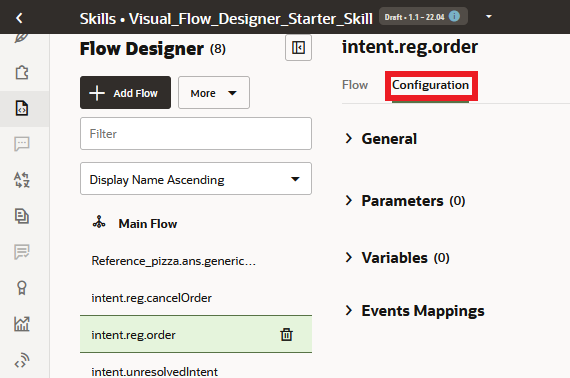 Skills • Visual_Flow_Designer_Starter_Skill
Draft • 1.1 – 22.04
Flow Designer (8)
Add Flow
More
Filter
Display Name Ascending
Main Flow
Reference_pizza.ans.generic...
intent.reg.cancelOrder
intent.reg.order
intent.unresolvedIntent
intent.reg.order
Flow
Configuration
General
Parameters (0)
Variables (0)
Events Mappings